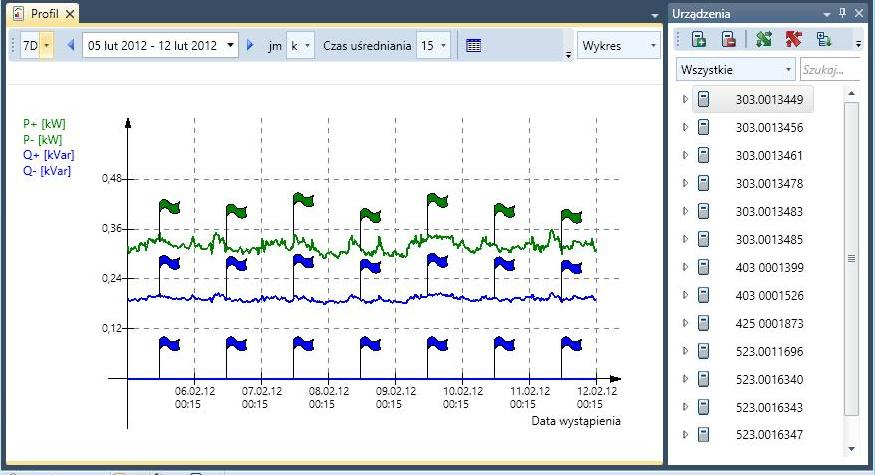 Profil
7D 05 lut 2012 - 12 lut 2012 jm k Czas uśredniania 15 Wykres
P+ [kW]
P- [kW]
Q+ [kVar]
Q- [kVar]
0,48
0,36
0,24
0,12
06.02.12 07.02.12 08.02.12 09.02.12 10.02.12 11.02.12 12.02.12
00:15 00:15 00:15 00:15 00:15 00:15 00:15
Data wystąpienia
Urządzenia
Wszystkie Szukaj...
303.0013449
303.0013456
303.0013461
303.0013478
303.0013483
303.0013485
403 0001399
403 0001526
425 0001873
523.0011696
523.0016340
523.0016343
523.0016347